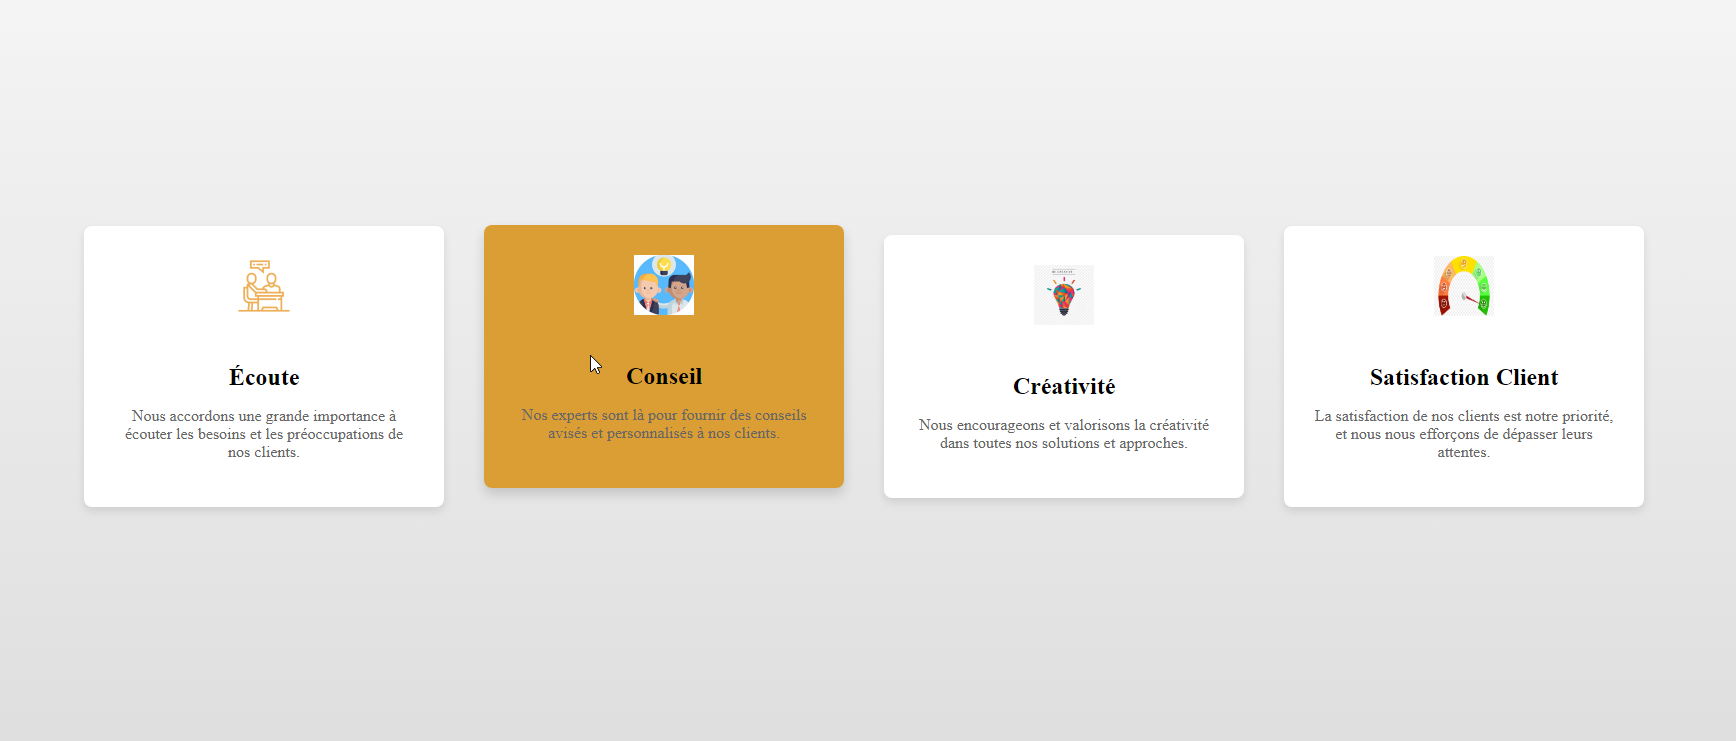 Écoute
Nous accordons une grande importance à
écouter les besoins et les préoccupations de
nos clients.
Conseil
Nos experts sont là pour fournir des conseils
avisés et personnalisés à nos clients.
Créativité
Nous encourageons et valorisons la créativité
dans toutes nos solutions et approches.
Satisfaction Client
La satisfaction de nos clients est notre priorité,
et nous nous efforçons de dépasser leurs
attentes.